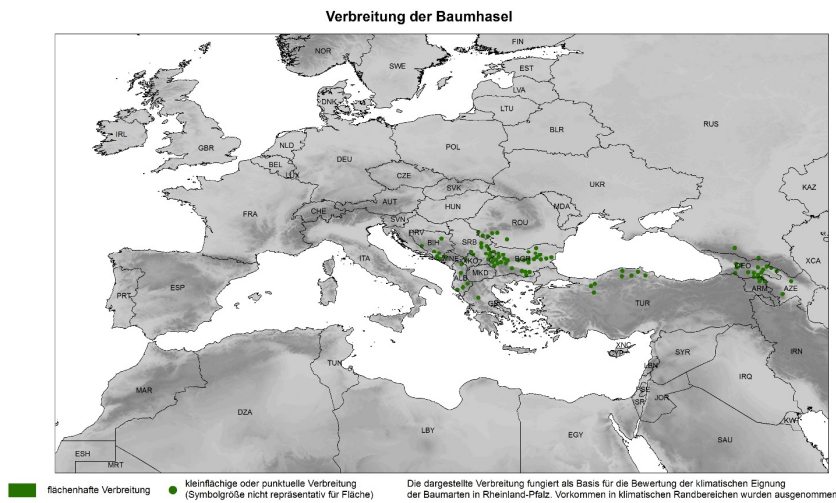 Verbreitung der Baumhasel
FIN
NOR
SWE
EST
LVA
DNK
LTU
RUS
IRL
BLR
GBR
NLD
POL
DEU
BEL
LUX
CZE
UKR
KAZ
SVK
AUT
MDA
HUN
CHE
FRA
SVN
ROU
HRV
BIH
SRB
XCA
ITA
MNE
BGR
GEO
MKD
ALB
PRT
ESP
ARM
AZE
GRC
TUR
XNC
CYP
SYR
IRN
TUN
LBN
MAR
IRQ
PSE
ISR
JOR
DZA
KWT
LBY
EGY
SAU
ESH
MRT
flächenhafte Verbreitung
kleinflächige oder punktuelle Verbreitung
(Symbolgröße nicht repräsentativ für Fläche)
Die dargestellte Verbreitung fungiert als Basis für die Bewertung der klimatischen Eignung
der Baumarten in Rheinland-Pfalz. Vorkommen in klimatischen Randbereichen wurden ausgenommen